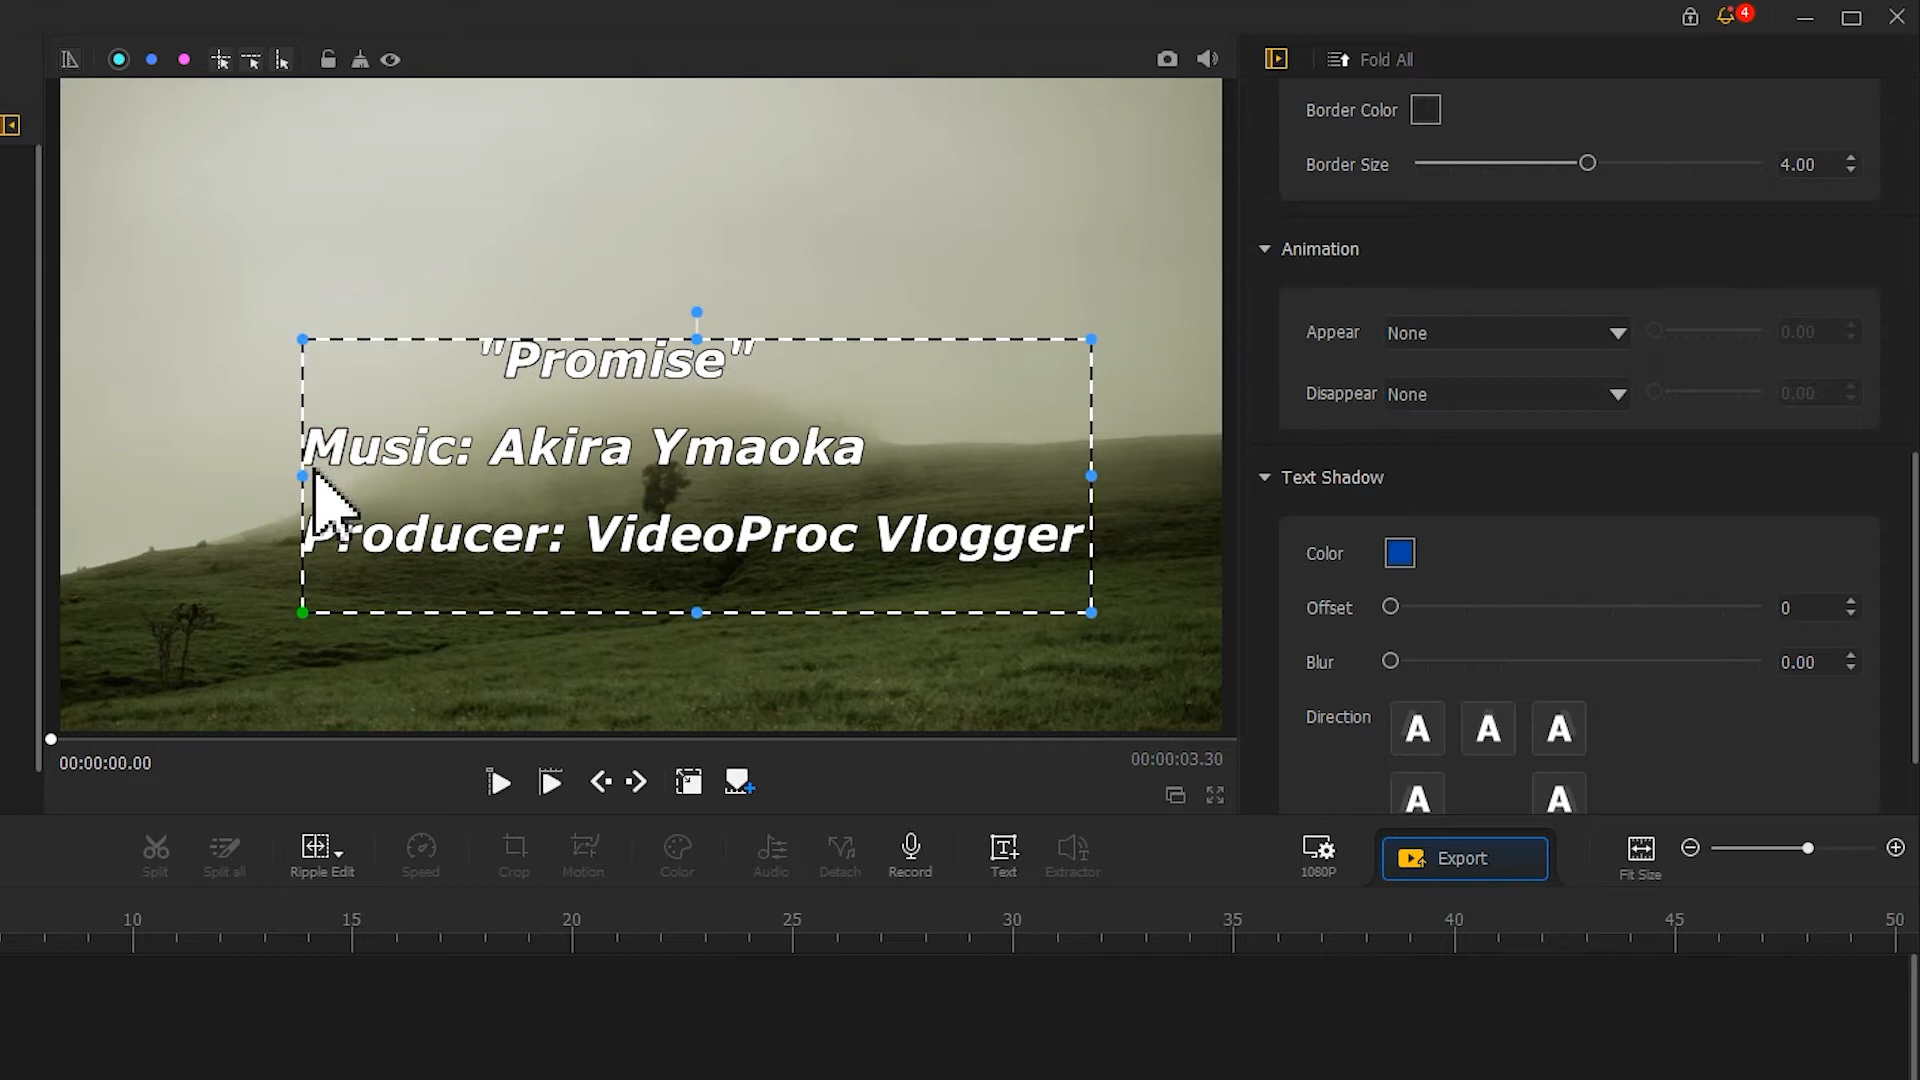 4
Fold All
Border Color
Border Size 4.00
Animation
Appear None 0.00
Disappear None 0.00
"Promise"
Music: Akira Ymaoka
Producer: VideoProc Vlogger
Text Shadow
Color
Offset 0
Blur 0.00
Direction A A A
A A
00:00:00.00
00:00:03.30
Split Split all Ripple Edit Speed Crop Motion Color Audio Detach Record Text Extractor 1080P Export Fit Size
10 15 20 25 30 35 40 45 50